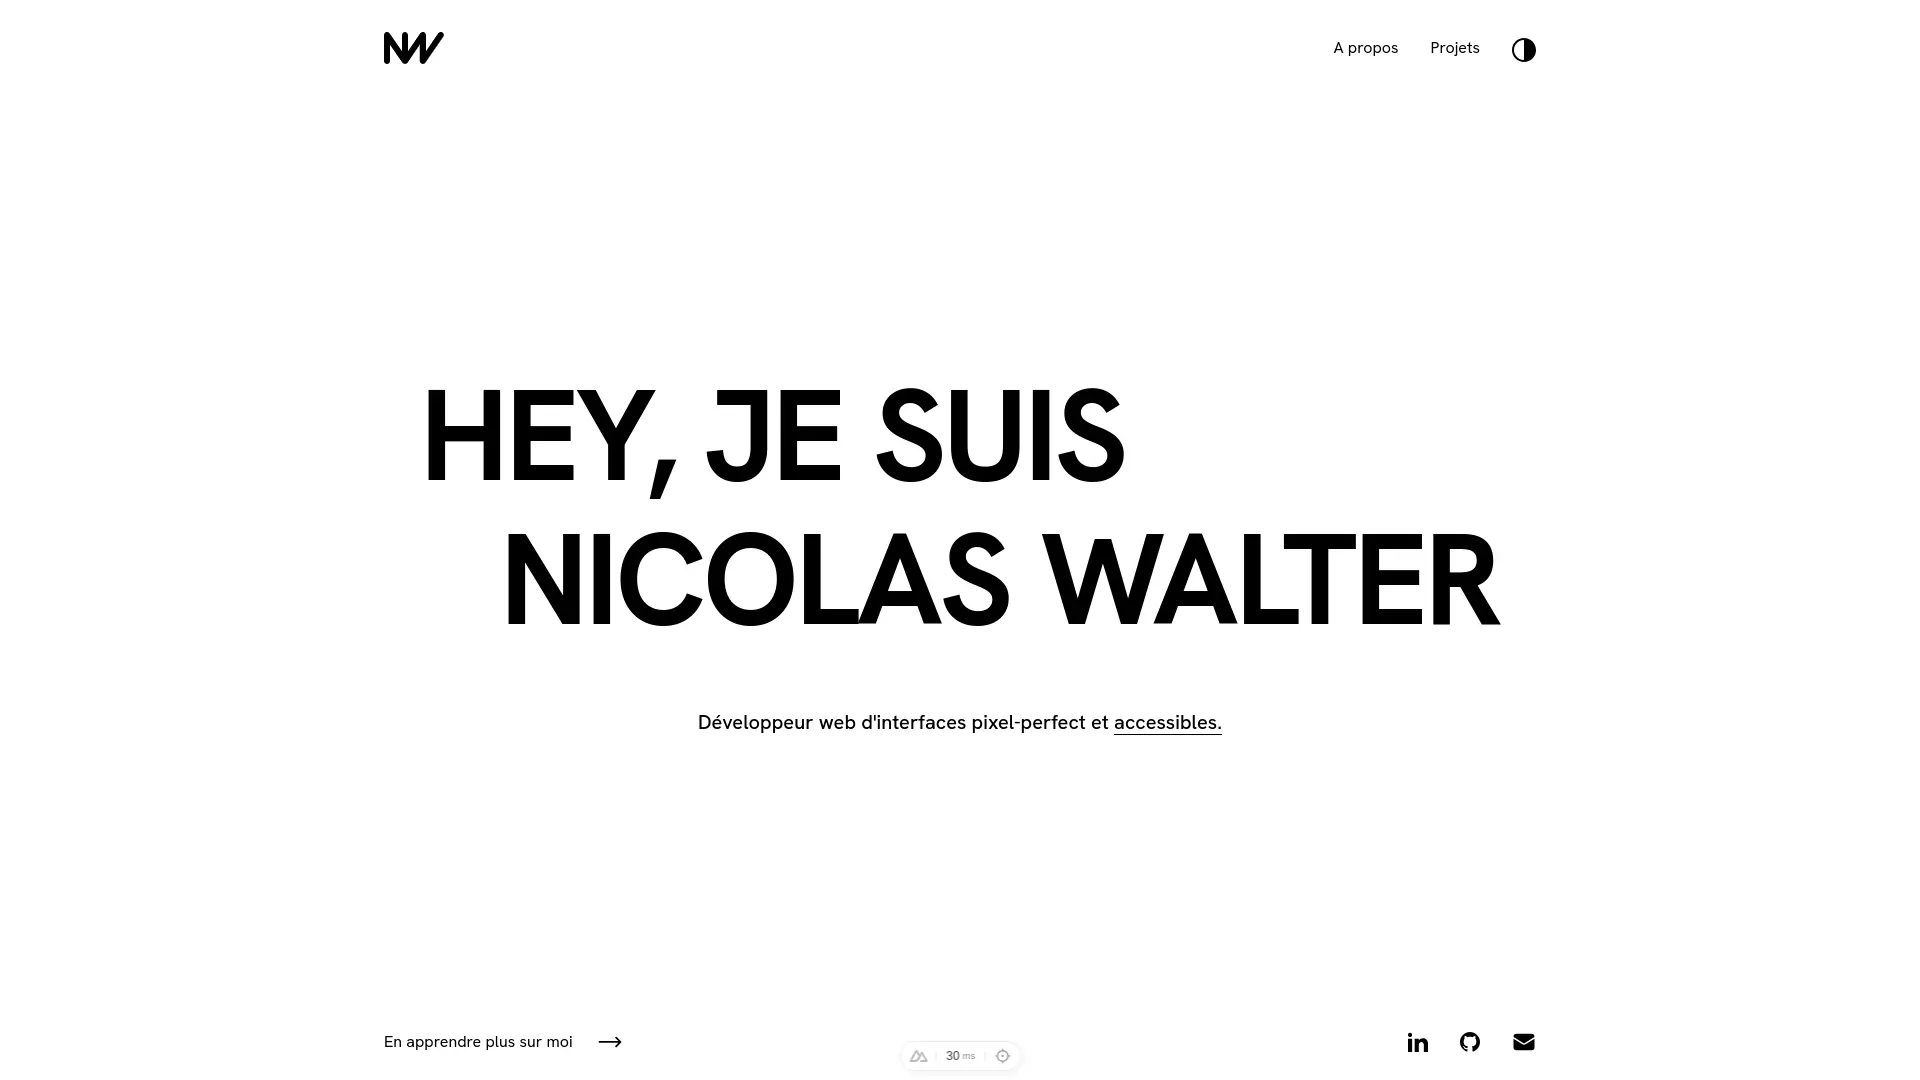 NW
A propos
Projets
HEY, JE SUIS
NICOLAS WALTER
Développeur web d'interfaces pixel-perfect et accessibles.
En apprendre plus sur moi
30 ms
in